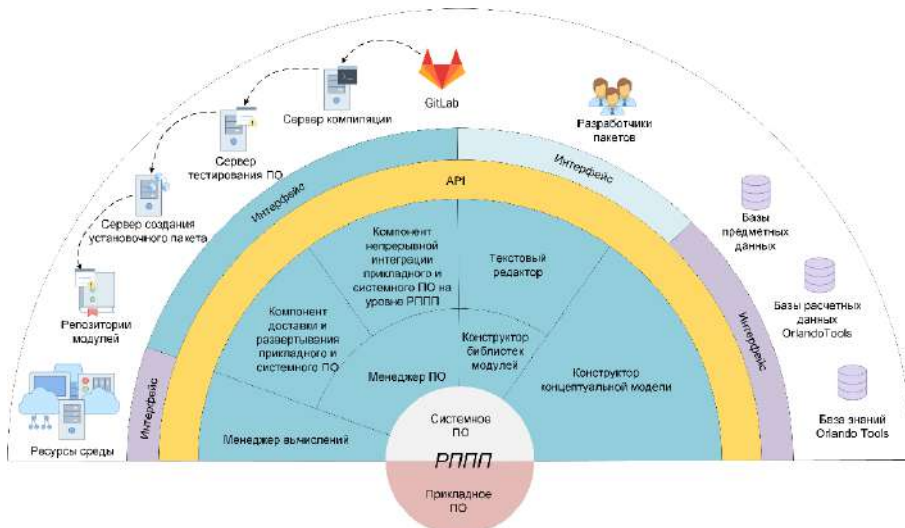 GitLab
Сервер компиляции
Разработчики
пакетов
Сервер
тестирования ПО
Интерфейс
Интерфейс
API
Сервер создания
установочного пакета
Базы
предметных
данных
Компонент
непрерывной
интеграции
прикладного и
системного ПО на
уровне РППП
Текстовый
редактор
Репозитории
модулей
Компонент
доставки и
развертывания
прикладного и
системного ПО
Базы расчетных
данных
OrlandoTools
Интерфейс
Интерфейс
Менеджер ПО
Конструктор
библиотек
модулей
Конструктор
концептуальной модели
База знаний
Orlando Tools
Ресурсы среды
Менеджер вычислений
Системное
ПО
РППП
Прикладное
ПО